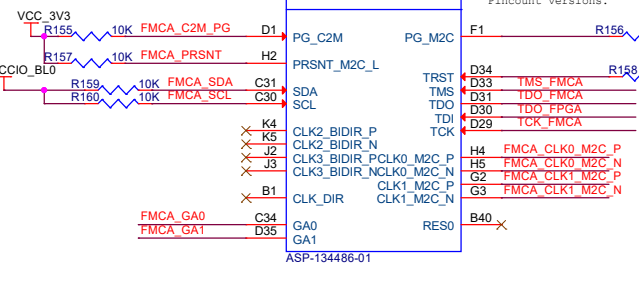 Pincount versions.
VCC_3V3
R155 10K FMCA_C2M_PG D1 PG_C2M PG_M2C F1 R156
R157 10K FMCA_PRSNT H2 PRSNT_M2C_L
CCIO_BL0
TRST D34 R158
R159 10K FMCA_SDA C31 SDA TMS D33 TMS_FMCA
R160 10K FMCA_SCL C30 SCL TDO D31 TDO_FMCA
TDI D30 TDO_FPGA
K4 CLK2_BIDIR_P TCK D29 TCK_FMCA
K5 CLK2_BIDIR_N
J2 CLK3_BIDIR_P CLK0_M2C_P H4 FMCA_CLK0_M2C_P
J3 CLK3_BIDIR_N CLK0_M2C_N H5 FMCA_CLK0_M2C_N
CLK1_M2C_P G2 FMCA_CLK1_M2C_P
B1 CLK_DIR CLK1_M2C_N G3 FMCA_CLK1_M2C_N
FMCA_GA0 C34 GA0 RES0 B40
FMCA_GA1 D35 GA1
ASP-134486-01